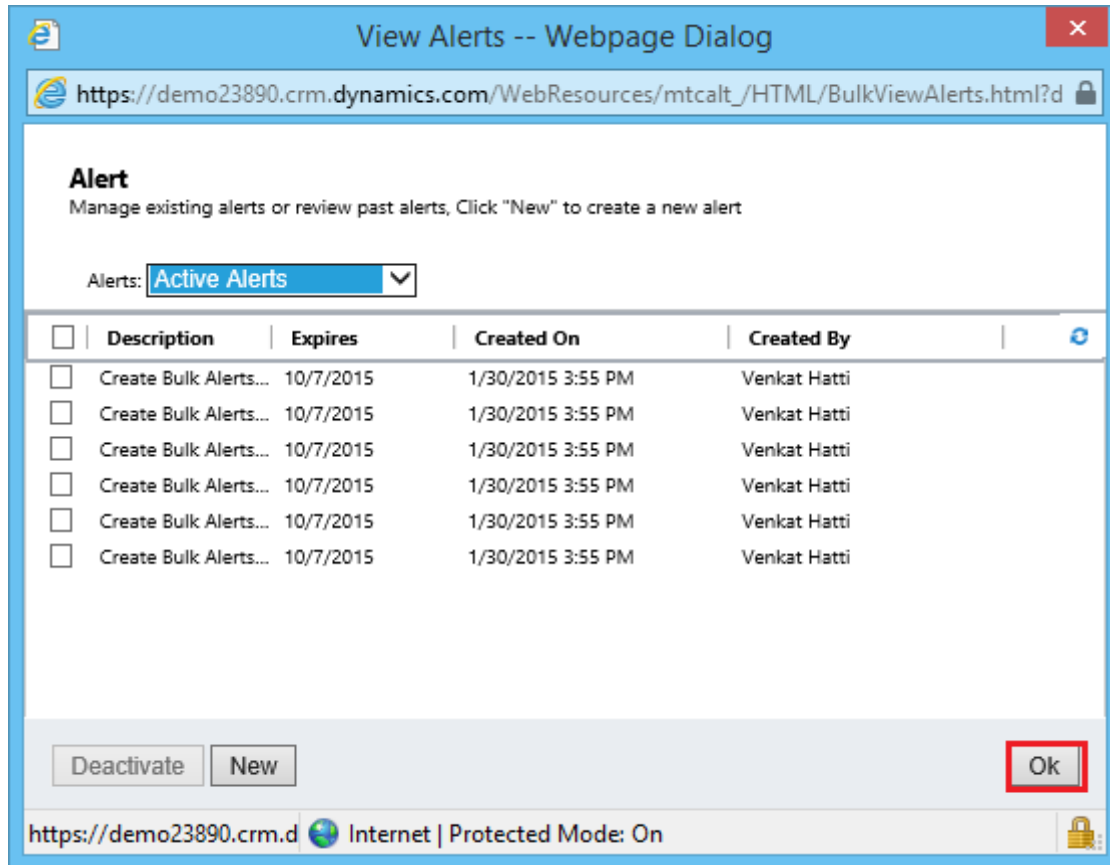 View Alerts -- Webpage Dialog
https://demo23890.crm.dynamics.com/WebResources/mtcalt_/HTML/BulkViewAlerts.html?d
Alert
Manage existing alerts or review past alerts, Click "New" to create a new alert
Alerts: Active Alerts
Description Expires Created On Created By
Create Bulk Alerts... 10/7/2015 1/30/2015 3:55 PM Venkat Hatti
Create Bulk Alerts... 10/7/2015 1/30/2015 3:55 PM Venkat Hatti
Create Bulk Alerts... 10/7/2015 1/30/2015 3:55 PM Venkat Hatti
Create Bulk Alerts... 10/7/2015 1/30/2015 3:55 PM Venkat Hatti
Create Bulk Alerts... 10/7/2015 1/30/2015 3:55 PM Venkat Hatti
Create Bulk Alerts... 10/7/2015 1/30/2015 3:55 PM Venkat Hatti
Deactivate New Ok
https://demo23890.crm.d Internet | Protected Mode: On